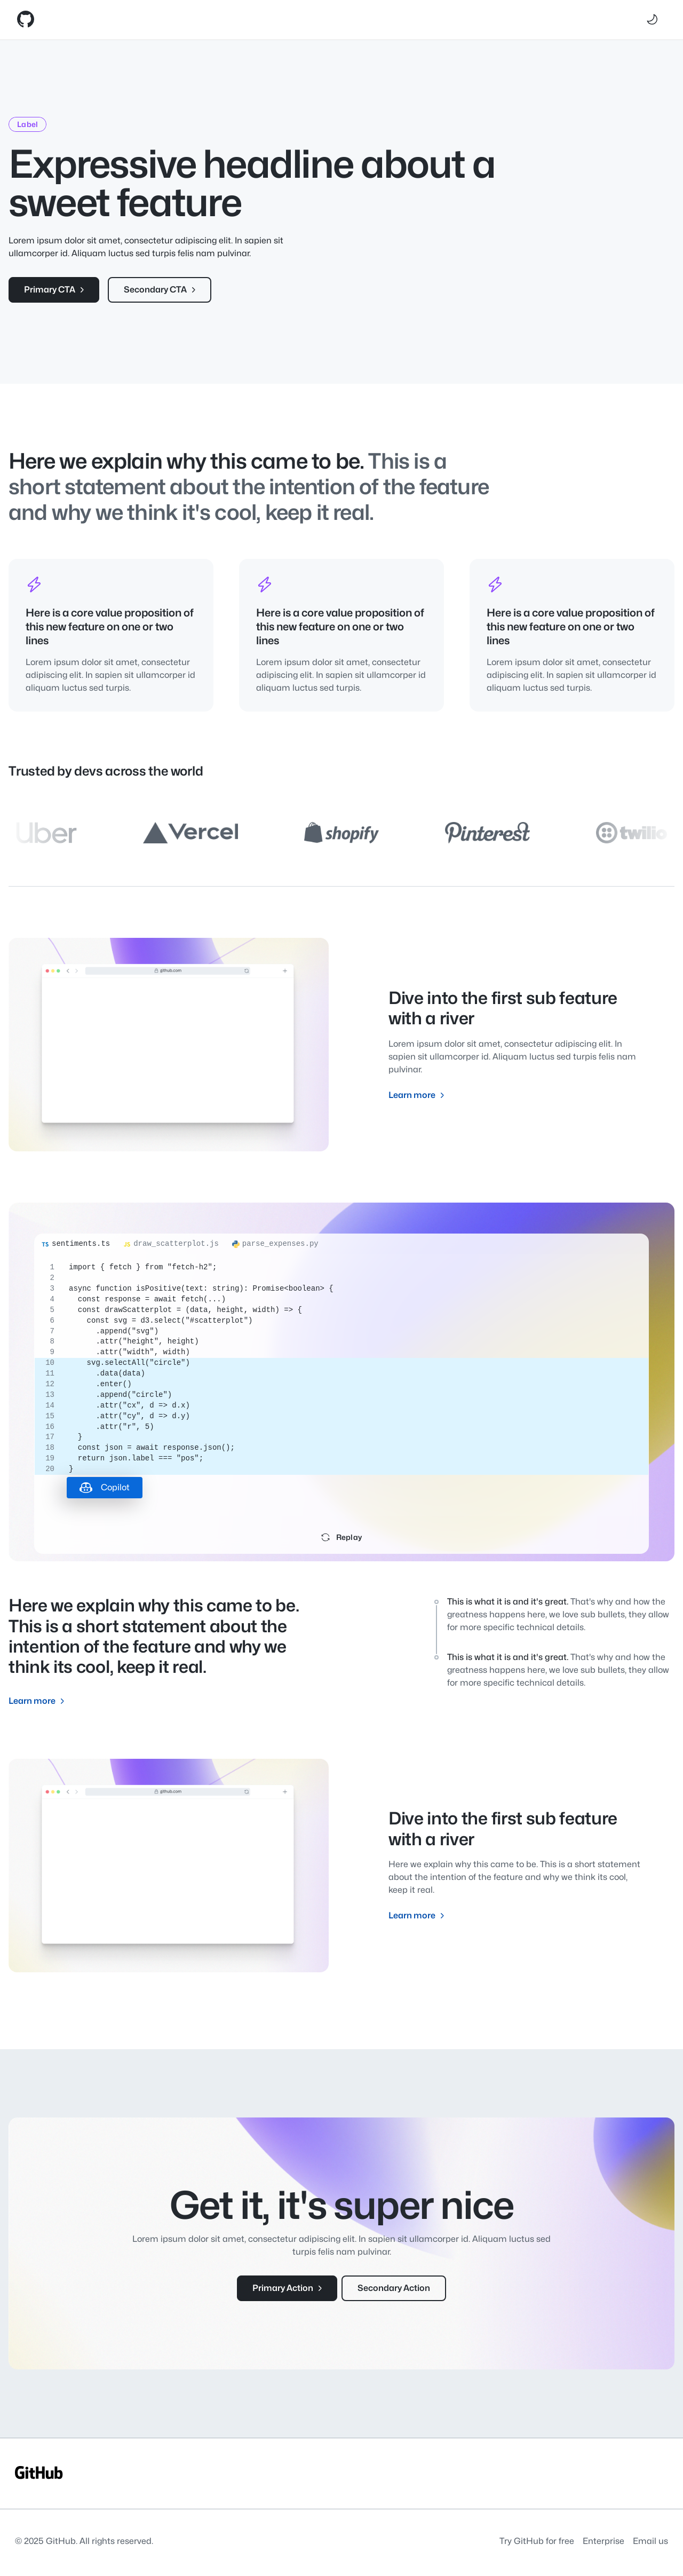 Label
Expressive headline about a
sweet feature
Lorem ipsum dolor sit amet, consectetur adipiscing elit. In sapien sit
ullamcorper id. Aliquam luctus sed turpis felis nam pulvinar.
Primary CTA
Secondary CTA
Here we explain why this came to be. This is a
short statement about the intention of the feature
and why we think it's cool, keep it real.
Here is a core value proposition of
this new feature on one or two
lines
Lorem ipsum dolor sit amet, consectetur
adipiscing elit. In sapien sit ullamcorper id
aliquam luctus sed turpis.
Here is a core value proposition of
this new feature on one or two
lines
Lorem ipsum dolor sit amet, consectetur
adipiscing elit. In sapien sit ullamcorper id
aliquam luctus sed turpis.
Here is a core value proposition of
this new feature on one or two
lines
Lorem ipsum dolor sit amet, consectetur
adipiscing elit. In sapien sit ullamcorper id
aliquam luctus sed turpis.
Trusted by devs across the world
Uber
Vercel
shopify
Pinterest
twilio
github.com
Dive into the first sub feature
with a river
Lorem ipsum dolor sit amet, consectetur adipiscing elit. In
sapien sit ullamcorper id. Aliquam luctus sed turpis felis nam
pulvinar.
Learn more
TS sentiments.ts
JS draw_scatterplot.js
parse_expenses.py
1 import { fetch } from "fetch-h2";
2
3 async function isPositive(text: string): Promise<boolean> {
4   const response = await fetch(...)
5   const drawScatterplot = (data, height, width) => {
6     const svg = d3.select("#scatterplot")
7       .append("svg")
8       .attr("height", height)
9       .attr("width", width)
10     svg.selectAll("circle")
11       .data(data)
12       .enter()
13       .append("circle")
14       .attr("cx", d => d.x)
15       .attr("cy", d => d.y)
16       .attr("r", 5)
17   }
18   const json = await response.json();
19   return json.label === "pos";
20 }
Copilot
Replay
Here we explain why this came to be.
This is a short statement about the
intention of the feature and why we
think its cool, keep it real.
Learn more
This is what it is and it's great. That's why and how the
greatness happens here, we love sub bullets, they allow
for more specific technical details.
This is what it is and it's great. That's why and how the
greatness happens here, we love sub bullets, they allow
for more specific technical details.
github.com
Dive into the first sub feature
with a river
Here we explain why this came to be. This is a short statement
about the intention of the feature and why we think its cool,
keep it real.
Learn more
Get it, it's super nice
Lorem ipsum dolor sit amet, consectetur adipiscing elit. In sapien sit ullamcorper id. Aliquam luctus sed
turpis felis nam pulvinar.
Primary Action
Secondary Action
GitHub
© 2025 GitHub. All rights reserved.
Try GitHub for free
Enterprise
Email us